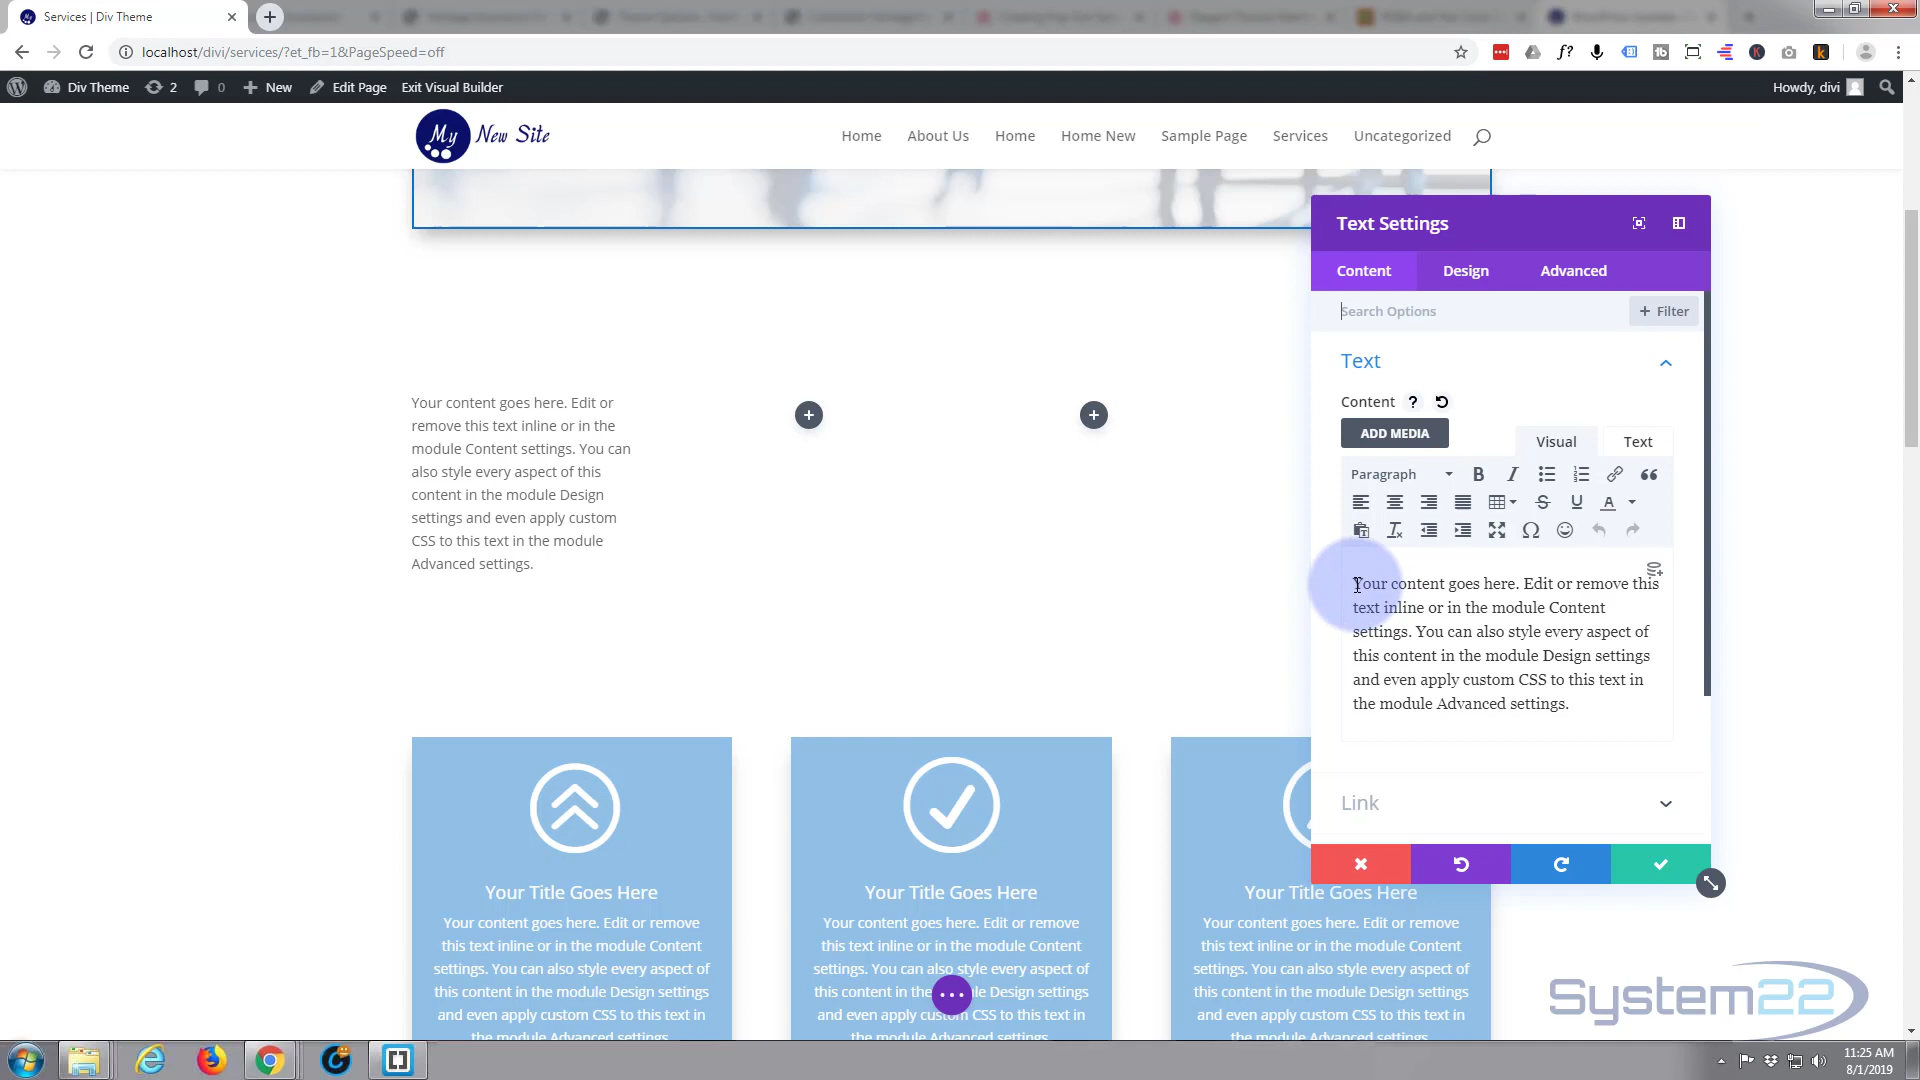 Services | Div Theme
localhost/divi/services/?et_fb=1&PageSpeed=off
Div Theme 2 0 New Edit Page Exit Visual Builder Howdy, divi
My New Site
Home About Us Home Home New Sample Page Services Uncategorized
Text Settings
Content Design Advanced
Search Options + Filter
Text
Content ?
ADD MEDIA
Visual Text
Paragraph
Your content goes here. Edit or remove this
text inline or in the module Content
settings. You can also style every aspect of
this content in the module Design settings
and even apply custom CSS to this text in
the module Advanced settings.
Link
Your content goes here. Edit or
remove this text inline or in the
module Content settings. You can
also style every aspect of this
content in the module Design
settings and even apply custom
CSS to this text in the module
Advanced settings.
Your Title Goes Here
Your content goes here. Edit or remove
this text inline or in the module Content
settings. You can also style every aspect of
this content in the module Design settings
and even apply custom CSS to this text in
the module Advanced settings.
Your Title Goes Here
Your content goes here. Edit or remove
this text inline or in the module Content
settings. You can also style every aspect of
this content in the module Design settings
and even apply custom CSS to this text in
the module Advanced settings.
Your Title Goes Here
Your content goes here. Edit or remove
this text inline or in the module Content
settings. You can also style every aspect of
this content in the module Design settings
and even apply custom CSS to this text in
the module Advanced settings.
System22
11:25 AM
8/1/2019